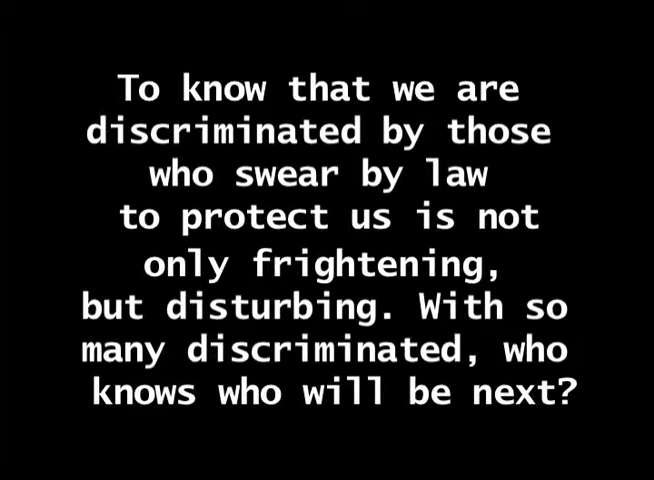 To know that we are
discriminated by those
who swear by law
to protect us is not
only frightening,
but disturbing. With so
many discriminated, who
knows who will be next?